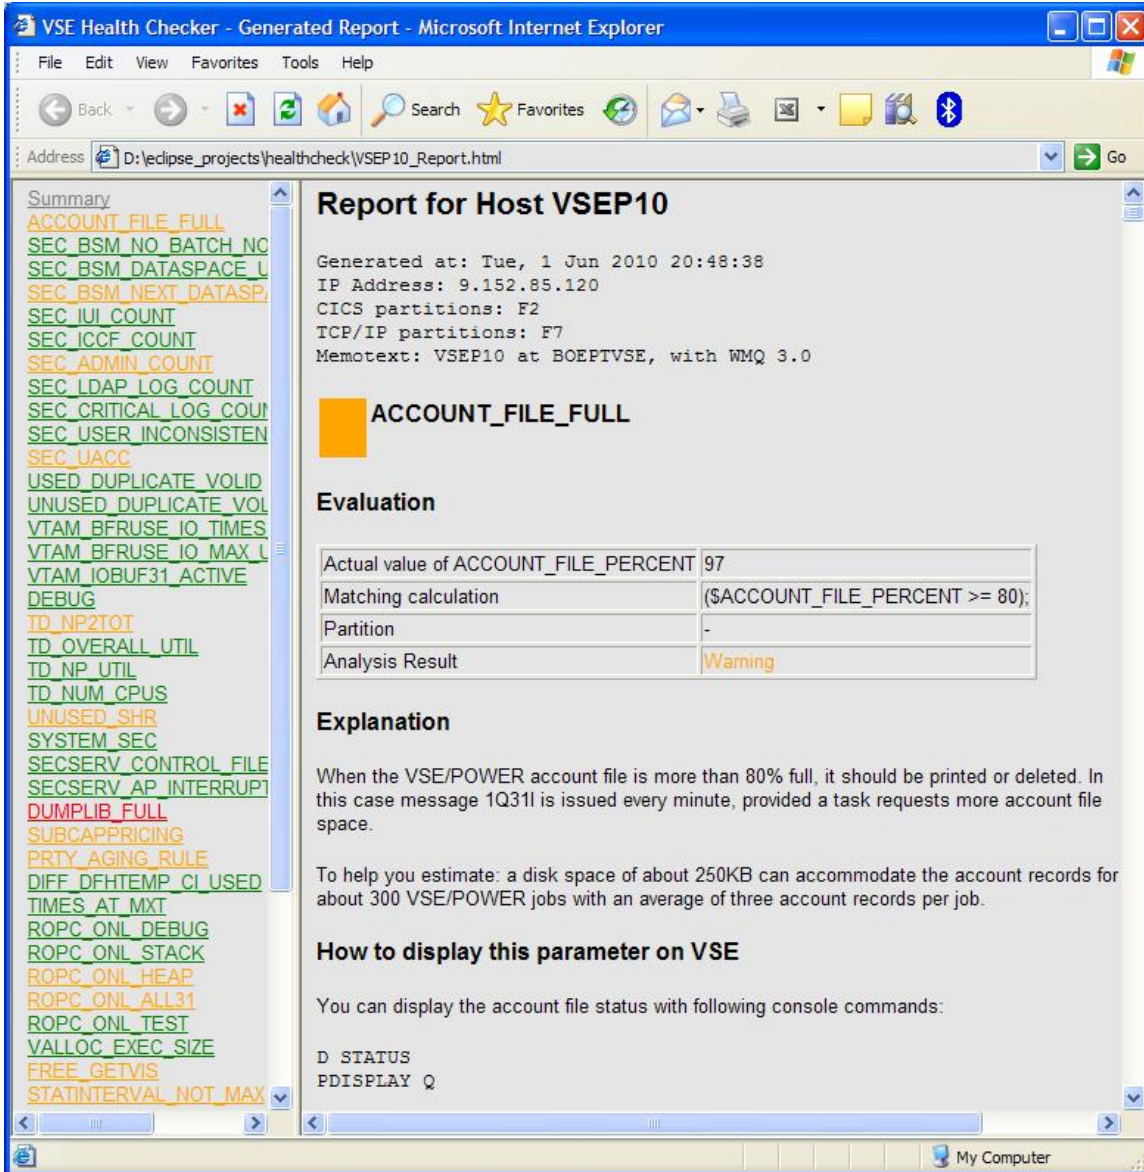 VSE Health Checker - Generated Report - Microsoft Internet Explorer
File Edit View Favorites Tools Help
Back Search Favorites
Address D:\eclipse_projects\healthcheck\VSEP10_Report.html Go
Summary
ACCOUNT_FILE_FULL
SEC_BSM_NO_BATCH_NO
SEC_BSM_DATASPACE_U
SEC_BSM_NEXT_DATASPA
SEC_IUI_COUNT
SEC_ICCF_COUNT
SEC_ADMIN_COUNT
SEC_LDAP_LOG_COUNT
SEC_CRITICAL_LOG_COUN
SEC_USER_INCONSISTEN
SEC_UACC
USED_DUPLICATE_VOLID
UNUSED_DUPLICATE_VOL
VTAM_BFRUSE_IO_TIMES
VTAM_BFRUSE_IO_MAX_U
VTAM_IOBUF31_ACTIVE
DEBUG
TD_NP2TOT
TD_OVERALL_UTIL
TD_NP_UTIL
TD_NUM_CPUS
UNUSED_SHR
SYSTEM_SEC
SECSERV_CONTROL_FILE
SECSERV_AP_INTERRUPT
DUMPLIB_FULL
SUBCAPPRICING
PRTY_AGING_RULE
DIFF_DFHTEMP_CI_USED
TIMES_AT_MXT
ROPC_ONL_DEBUG
ROPC_ONL_STACK
ROPC_ONL_HEAP
ROPC_ONL_ALL31
ROPC_ONL_TEST
VALLOC_EXEC_SIZE
FREE_GETVIS
STATINTERVAL_NOT_MAX
Report for Host VSEP10
Generated at: Tue, 1 Jun 2010 20:48:38
IP Address: 9.152.85.120
CICS partitions: F2
TCP/IP partitions: F7
Memotext: VSEP10 at BOEPTVSE, with WMQ 3.0
ACCOUNT_FILE_FULL
Evaluation
Actual value of ACCOUNT_FILE_PERCENT 97
Matching calculation ($ACCOUNT_FILE_PERCENT >= 80);
Partition -
Analysis Result Warning
Explanation
When the VSE/POWER account file is more than 80% full, it should be printed or deleted. In
this case message 1Q31I is issued every minute, provided a task requests more account file
space.
To help you estimate: a disk space of about 250KB can accommodate the account records for
about 300 VSE/POWER jobs with an average of three account records per job.
How to display this parameter on VSE
You can display the account file status with following console commands:
D STATUS
PDISPLAY Q
My Computer